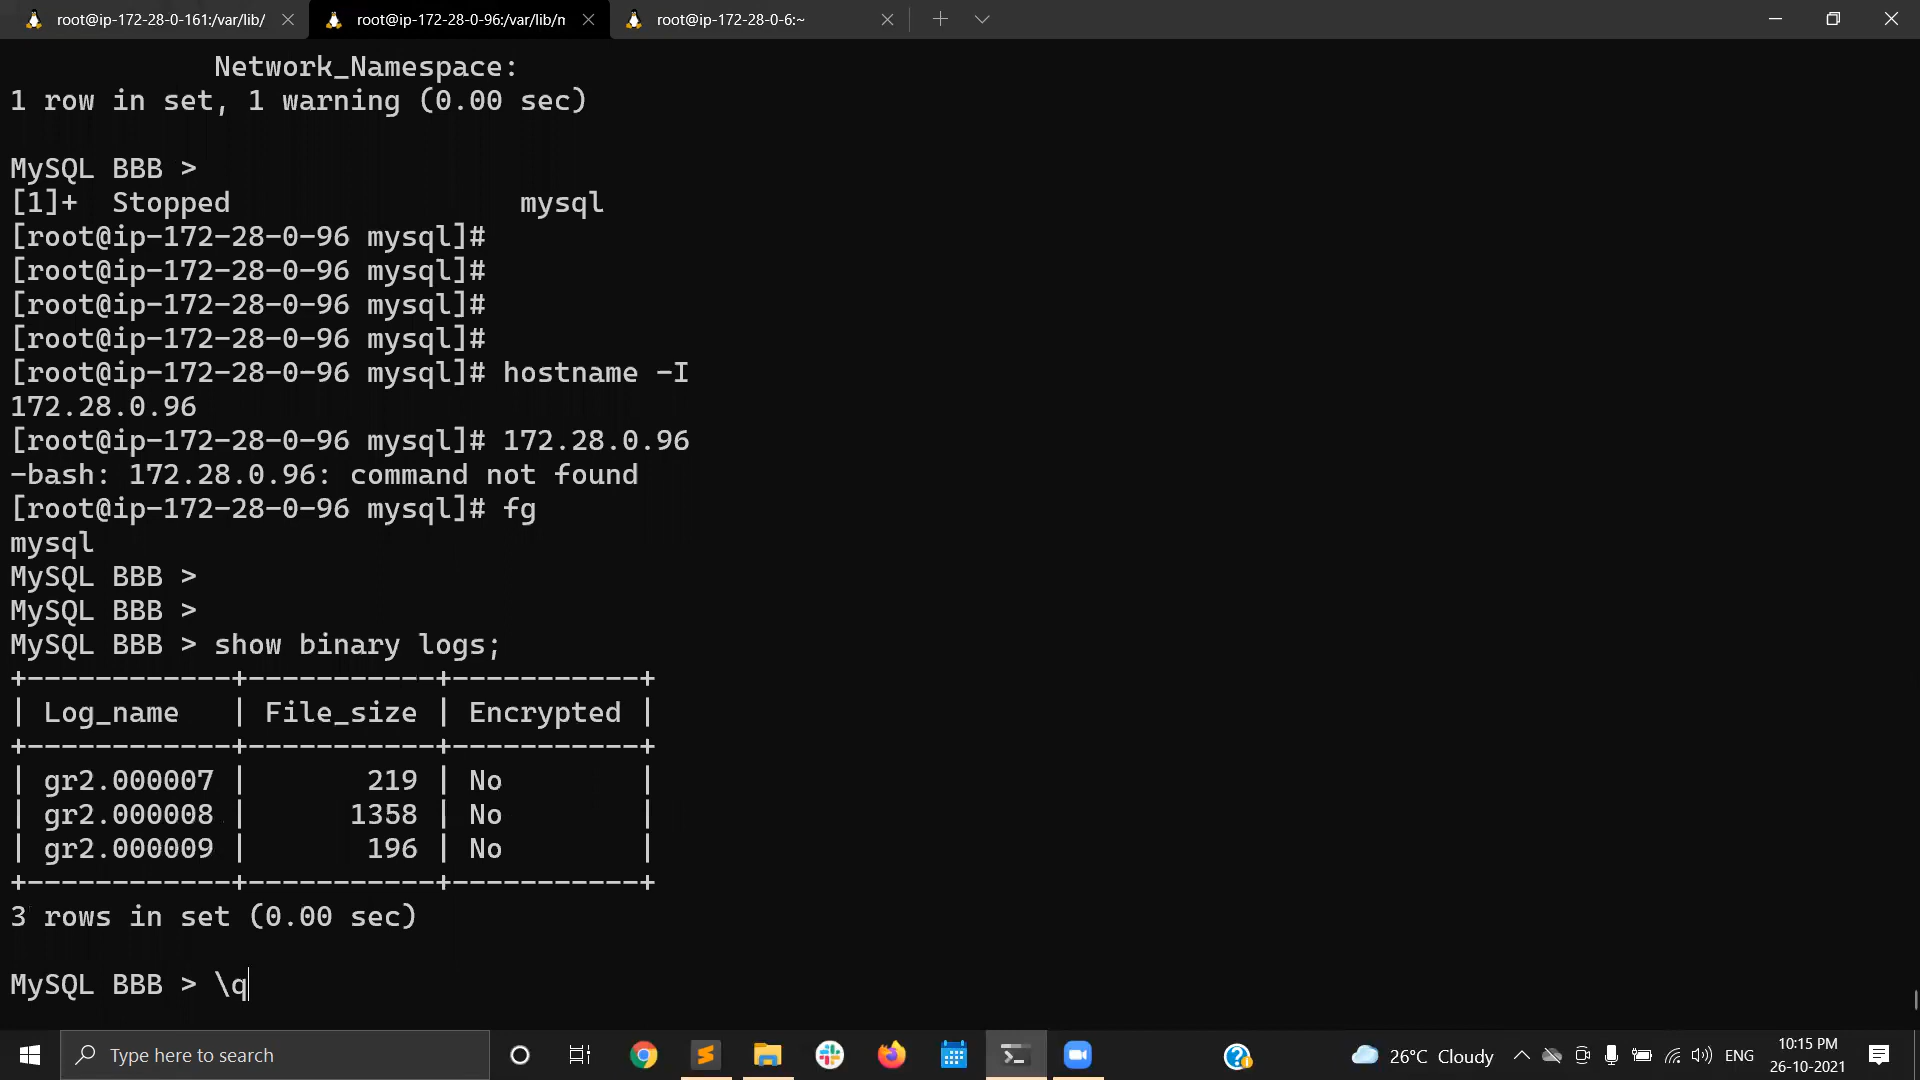 root@ip-172-28-0-161:/var/lib/
root@ip-172-28-0-96:/var/lib/n
root@ip-172-28-0-6:~
Network_Namespace:
1 row in set, 1 warning (0.00 sec)
MySQL BBB >
[1]+  Stopped                 mysql
[root@ip-172-28-0-96 mysql]#
[root@ip-172-28-0-96 mysql]#
[root@ip-172-28-0-96 mysql]#
[root@ip-172-28-0-96 mysql]#
[root@ip-172-28-0-96 mysql]# hostname -I
172.28.0.96
[root@ip-172-28-0-96 mysql]# 172.28.0.96
-bash: 172.28.0.96: command not found
[root@ip-172-28-0-96 mysql]# fg
mysql
MySQL BBB >
MySQL BBB >
MySQL BBB > show binary logs;
+------------+-----------+-----------+
| Log_name   | File_size | Encrypted |
+------------+-----------+-----------+
| gr2.000007 |       219 | No        |
| gr2.000008 |      1358 | No        |
| gr2.000009 |       196 | No        |
+------------+-----------+-----------+
3 rows in set (0.00 sec)
MySQL BBB > \q
Type here to search
26°C Cloudy
ENG
10:15 PM
26-10-2021